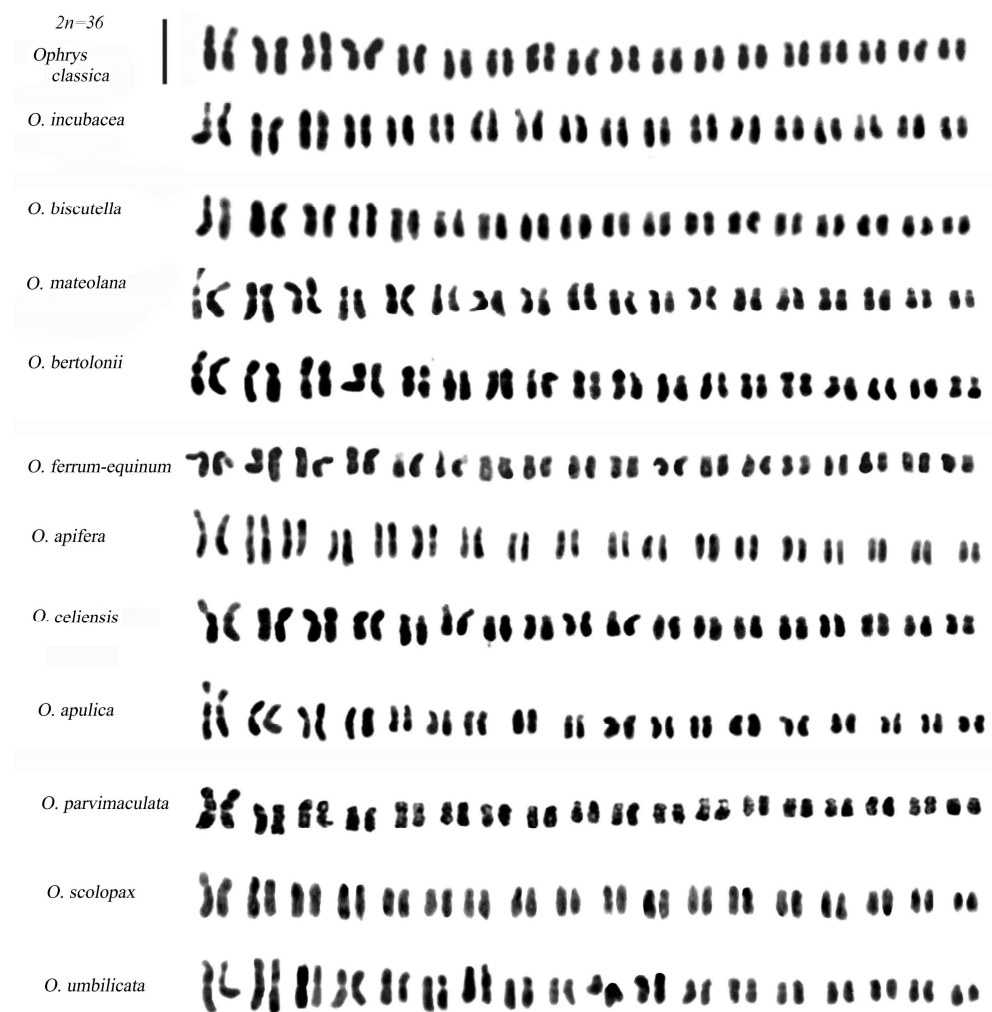 2n=36
Ophrys
classica
O. incubacea
O. biscutella
O. mateolana
O. bertolonii
O. ferrum-equinum
O. apifera
O. celiensis
O. apulica
O. parvimaculata
O. scolopax
O. umbilicata